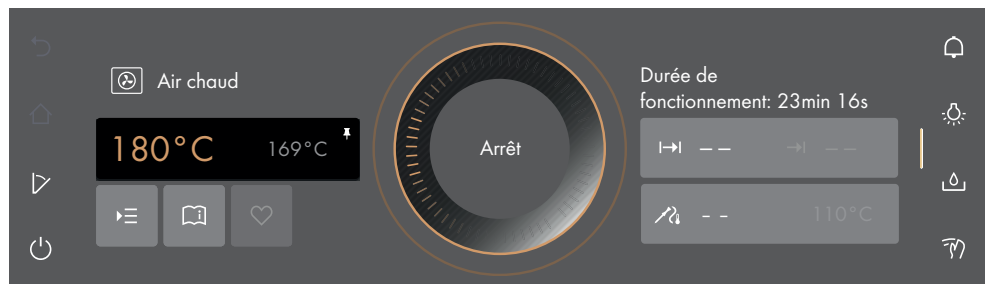 Air chaud
180°C 169°C
Arrêt
Durée de
fonctionnement: 23min 16s
-- --
-- 110°C